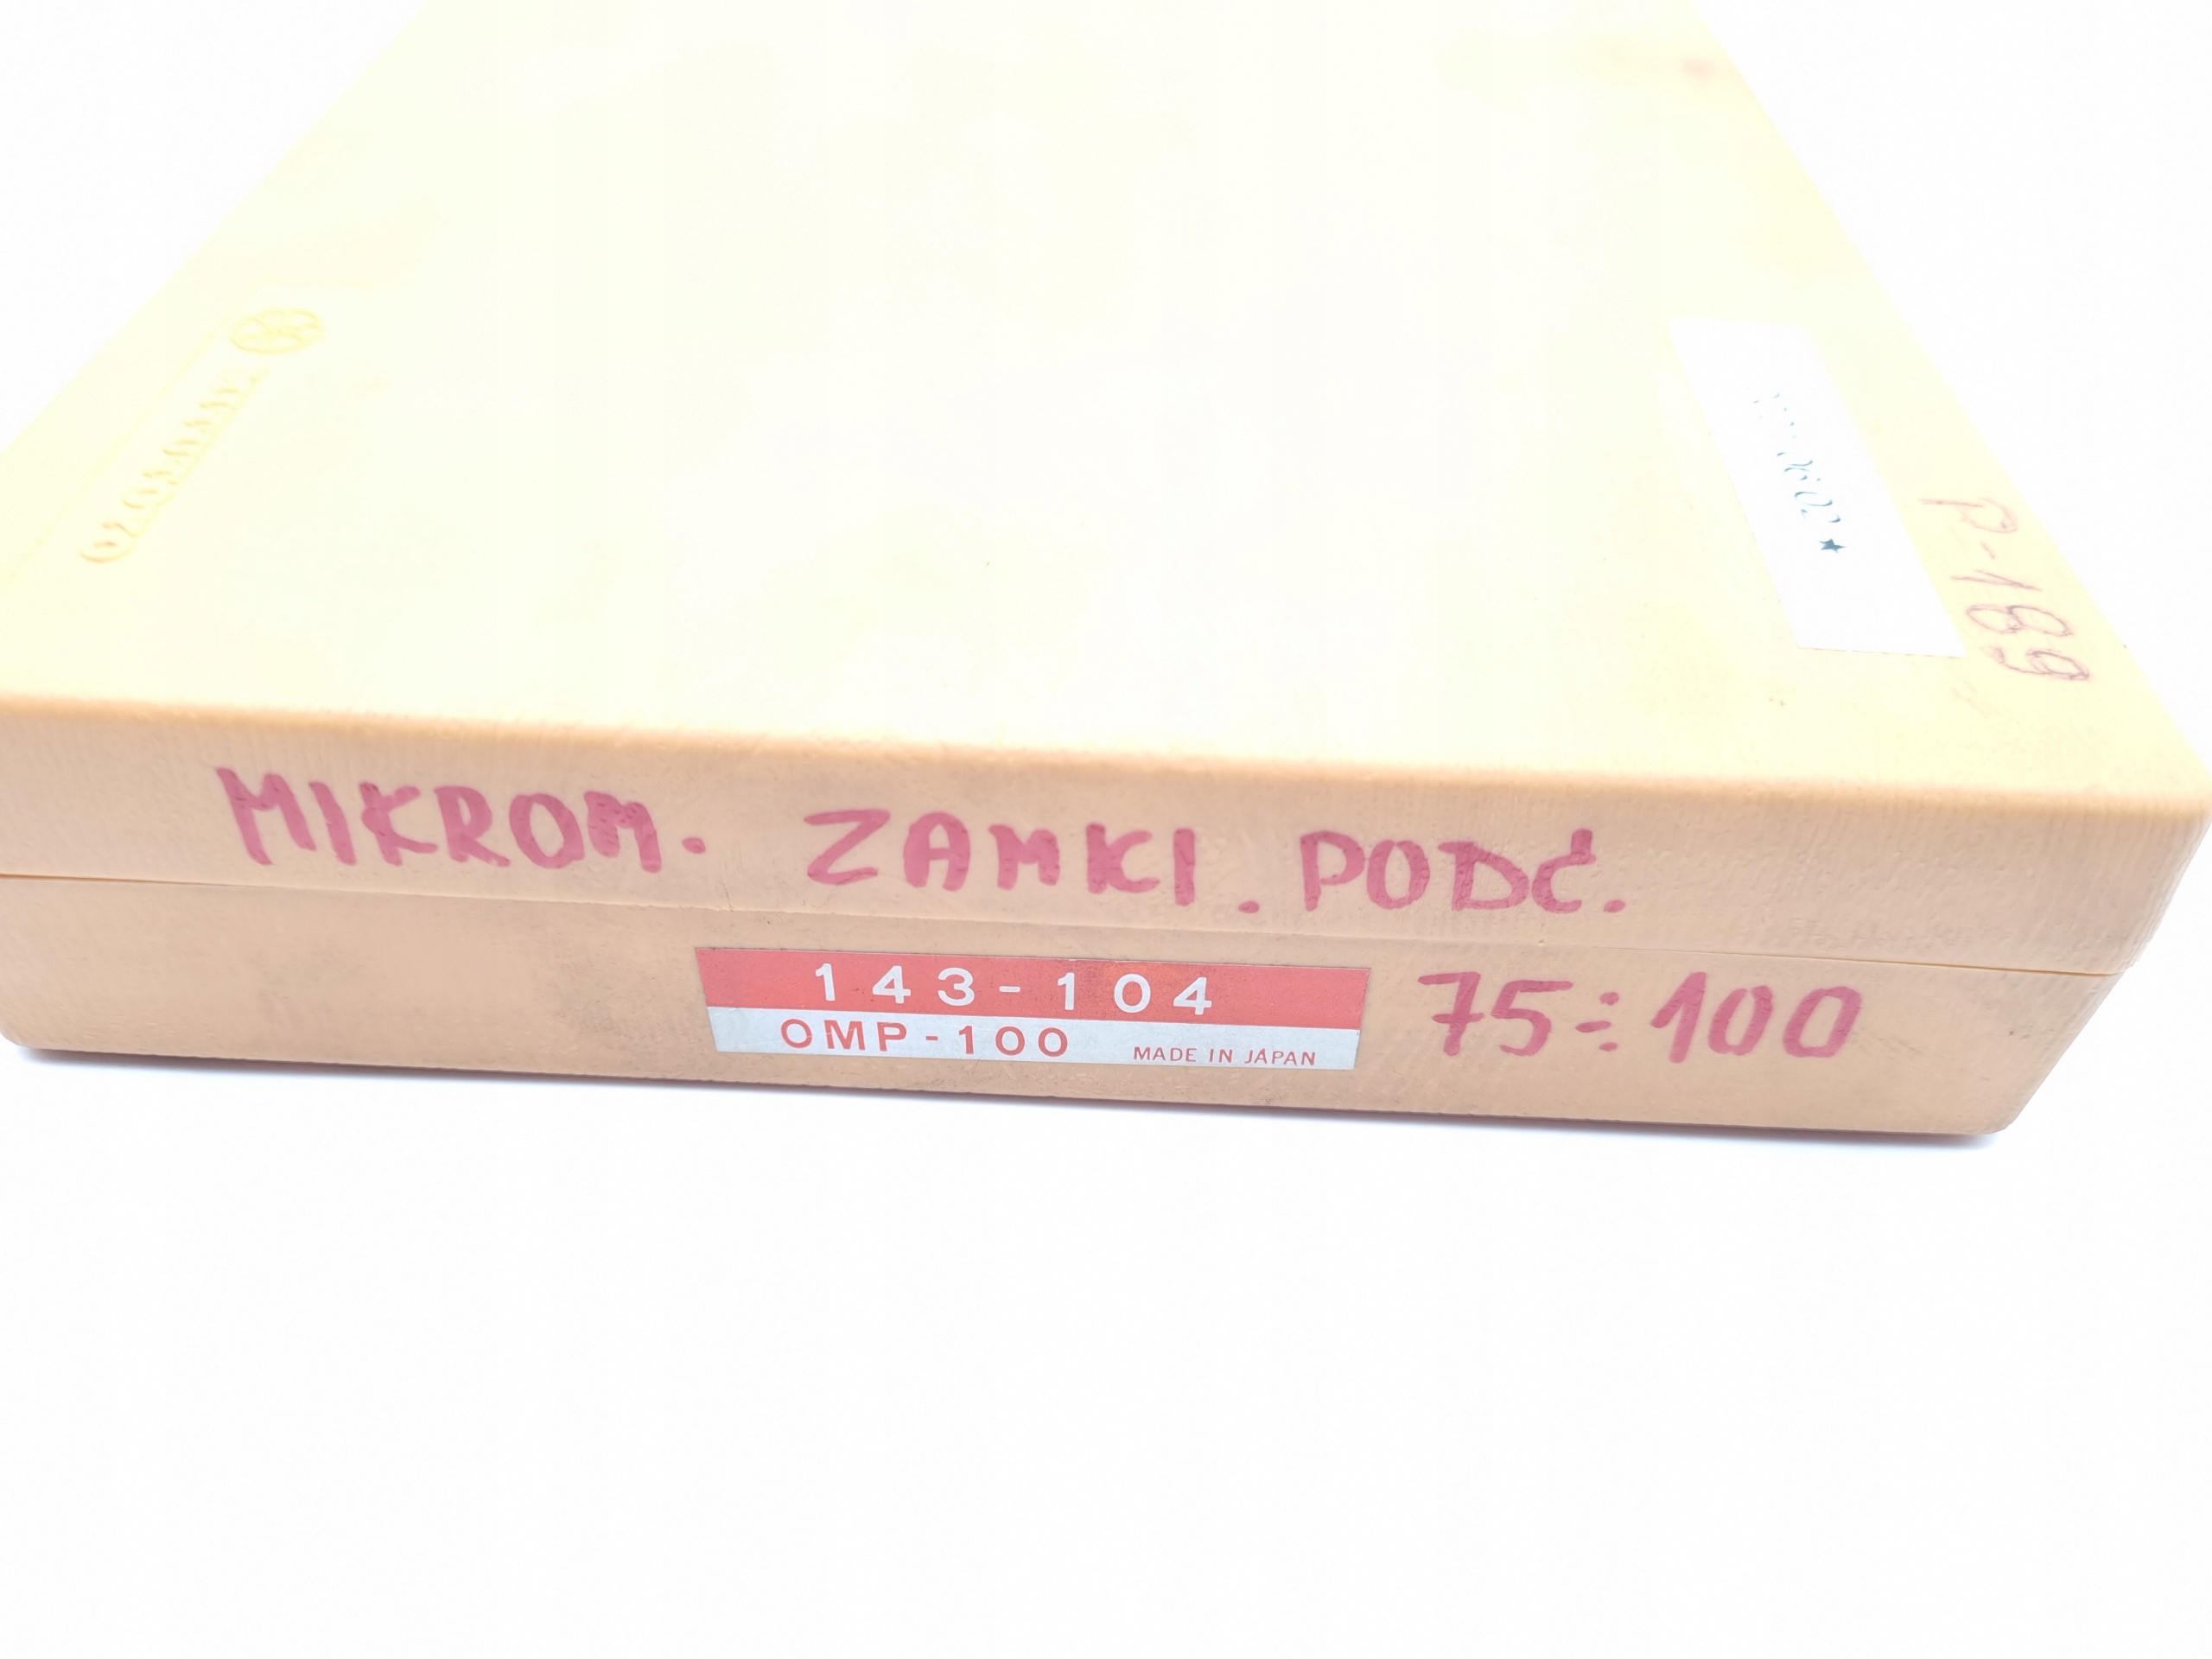 P-189
MIKROM. ZAMKI. PODĆ.
143-104
OMP-100 MADE IN JAPAN
75÷100